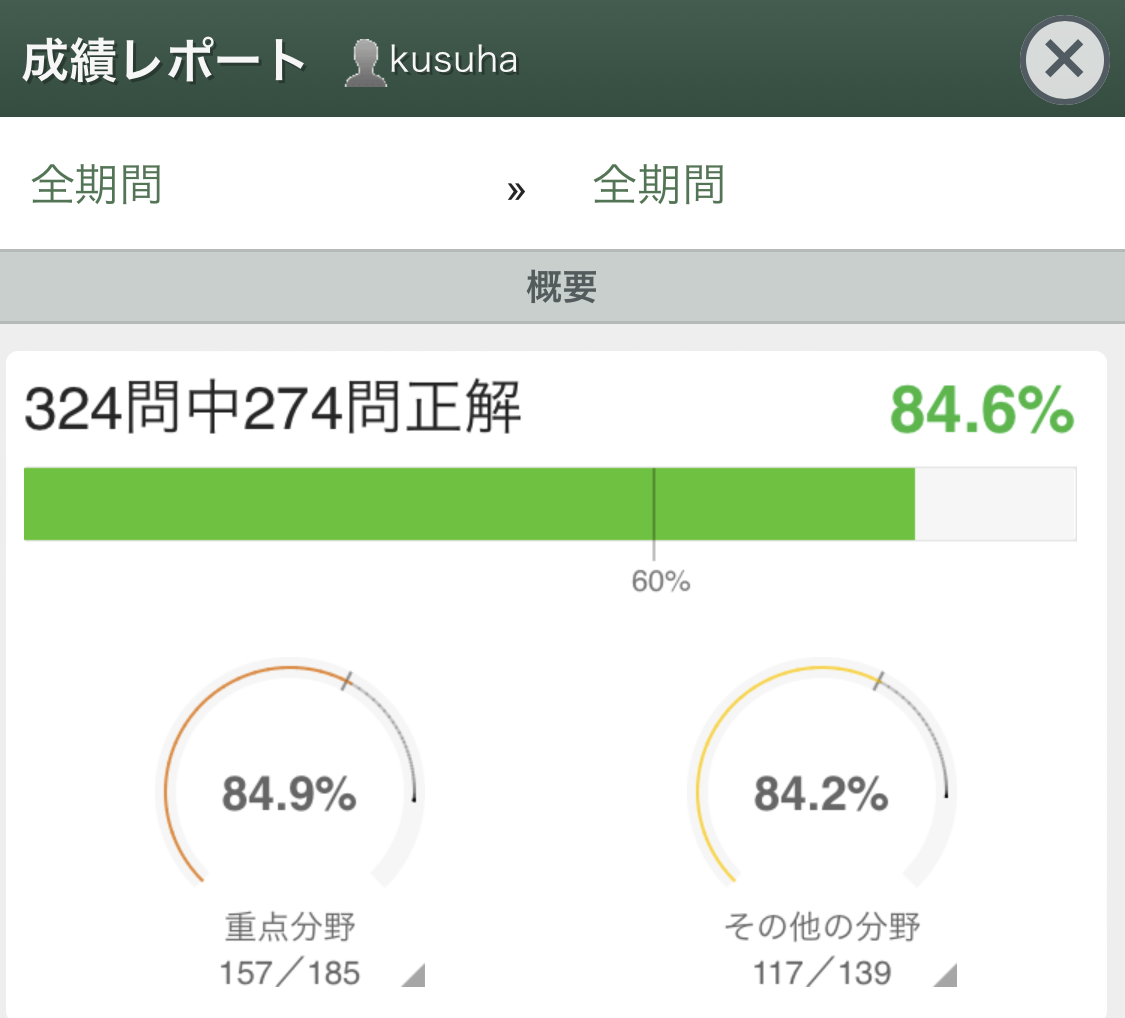 成績レポート kusuha
全期間 » 全期間
概要
324問中274問正解 84.6%
60%
84.9% 84.2%
重点分野 その他の分野
157／185 117／139